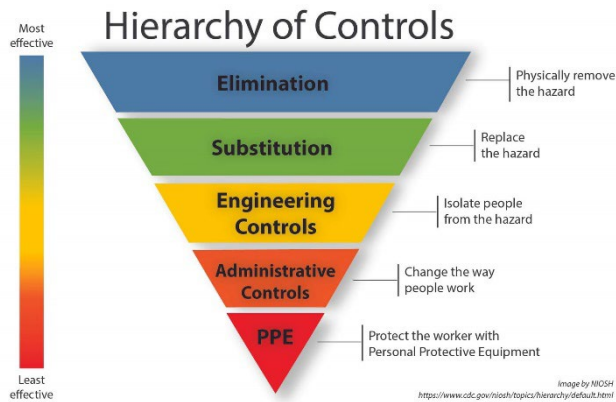 Hierarchy of Controls
Most
effective
Elimination
Physically remove
the hazard
Substitution
Replace
the hazard
Engineering
Controls
Isolate people
from the hazard
Administrative
Controls
Change the way
people work
PPE
Protect the worker with
Personal Protective Equipment
Least
effective
Image by NIOSH
https://www.cdc.gov/niosh/topics/hierarchy/default.html